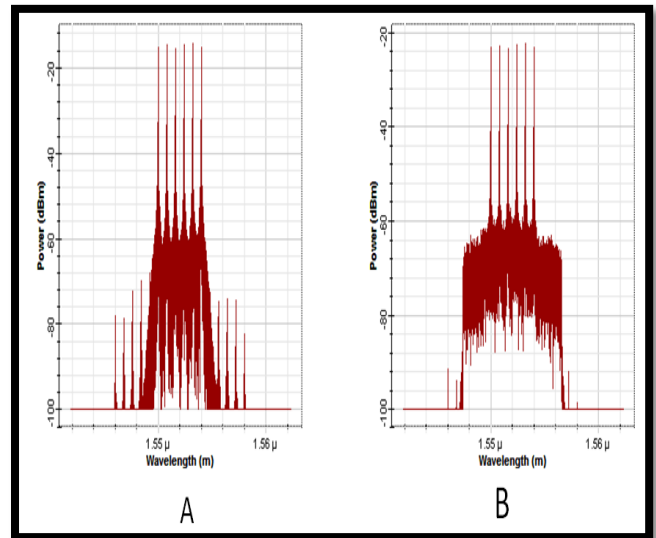 -20
-40
-60
-80
-100
Power (dBm)
1.55 µ
1.56 µ
Wavelength (m)
A
-20
-40
-60
-80
-100
Power (dBm)
1.55 µ
1.56 µ
Wavelength (m)
B